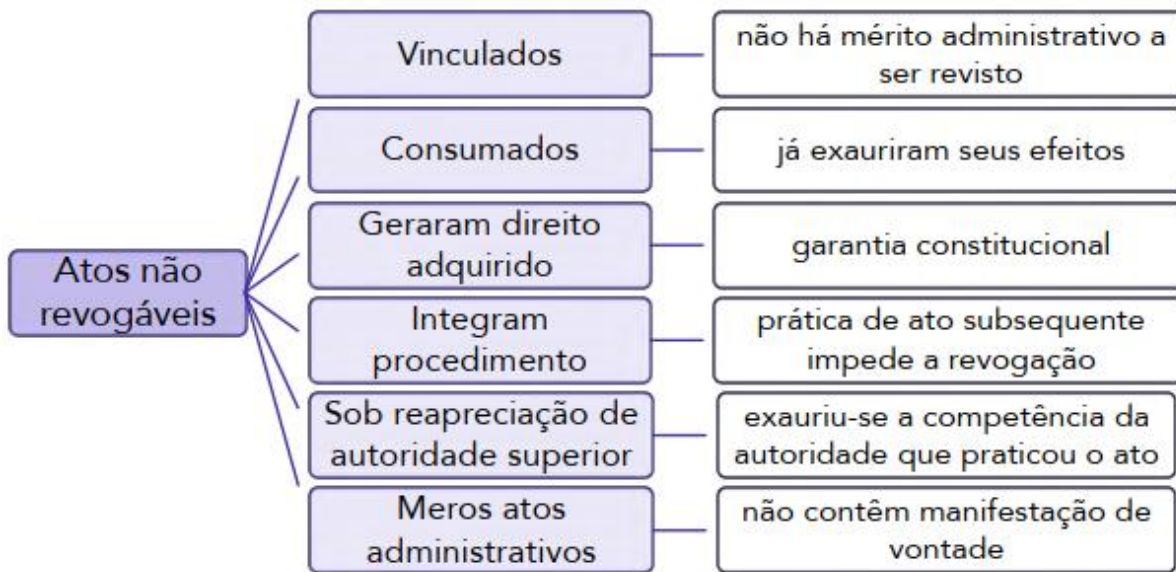 Atos não
revogáveis
Vinculados
não há mérito administrativo a
ser revisto
Consumados
já exauriram seus efeitos
Geraram direito
adquirido
garantia constitucional
Integram
procedimento
prática de ato subsequente
impede a revogação
Sob reapreciação de
autoridade superior
exauriu-se a competência da
autoridade que praticou o ato
Meros atos
administrativos
não contêm manifestação de
vontade